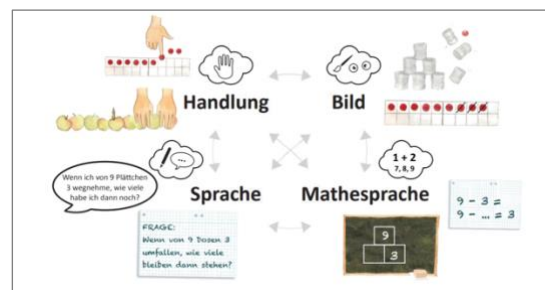 Handlung
Bild
1 + 2
7, 8, 9
Wenn ich von 9 Plättchen
3 wegnehme, wie viele
habe ich dann noch?
Sprache
Mathesprache
9 - 3 =
9 - ... = 3
FRAGE:
Wenn von 9 Dosen 3
umfallen, wie viele
bleiben dann stehen?
9
3